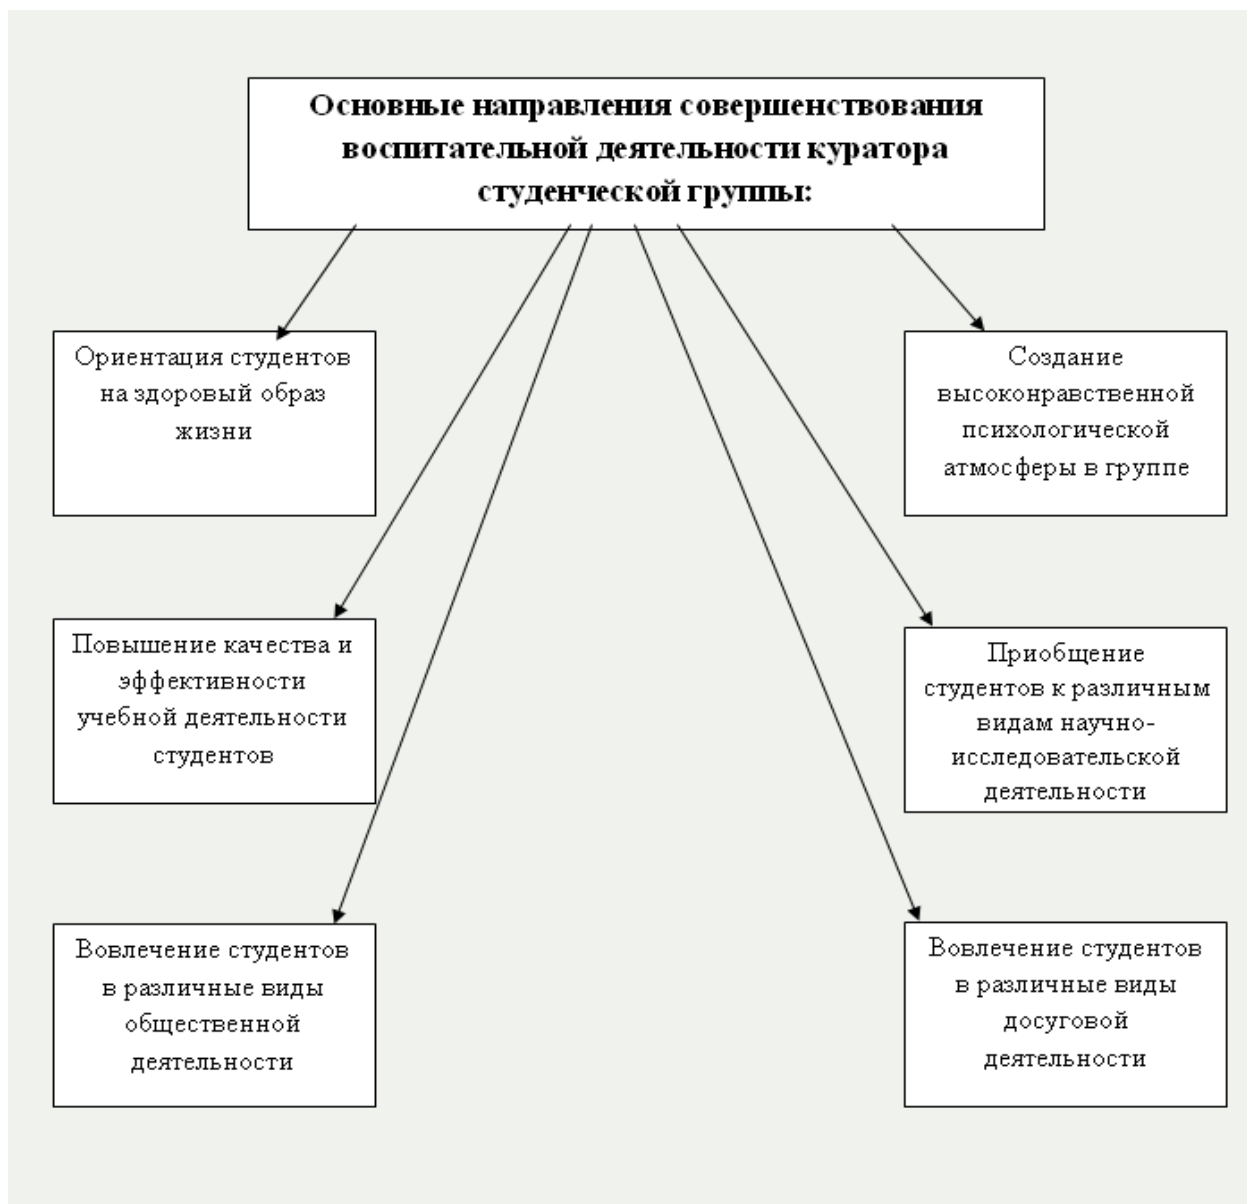 Основные направления совершенствования
воспитательной деятельности куратора
студенческой группы:
Ориентация студентов
на здоровый образ
жизни
Создание
высоконравственной
психологической
атмосферы в группе
Повышение качества и
эффективности
учебной деятельности
студентов
Приобщение
студентов к различным
видам научно-
исследовательской
деятельности
Вовлечение студентов
в различные виды
общественной
деятельности
Вовлечение студентов
в различные виды
досуговой
деятельности